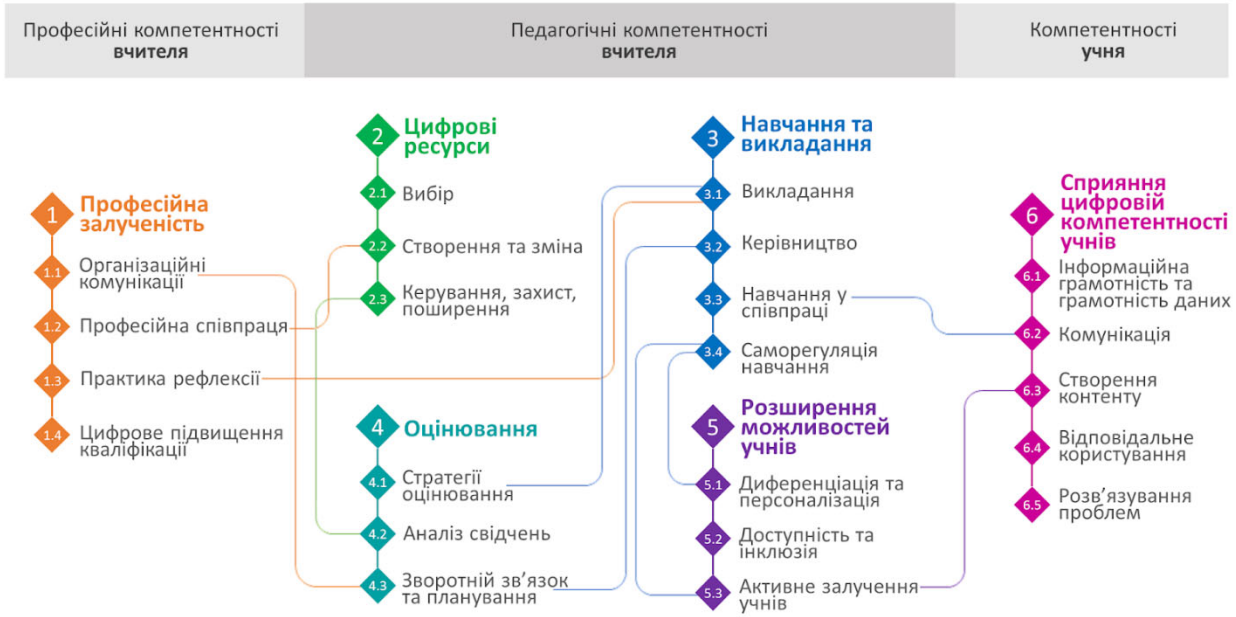 Професійні компетентності
вчителя
Педагогічні компетентності
вчителя
Компетентності
учня
1
Професійна
залученість
1.1
Організаційні
комунікації
1.2
Професійна співпраця
1.3
Практика рефлексії
1.4
Цифрове підвищення
кваліфікації
2
Цифрові
ресурси
2.1
Вибір
2.2
Створення та зміна
2.3
Керування, захист,
поширення
4
Оцінювання
4.1
Стратегії
оцінювання
4.2
Аналіз свідчень
4.3
Зворотній зв’язок
та планування
3
Навчання та
викладання
3.1
Викладання
3.2
Керівництво
3.3
Навчання у
співпраці
3.4
Саморегуляція
навчання
5
Розширення
можливостей
учнів
5.1
Диференціація та
персоналізація
5.2
Доступність та
інклюзія
5.3
Активне залучення
учнів
6
Сприяння
цифровій
компетентності
учнів
6.1
Інформаційна
грамотність та
грамотність даних
6.2
Комунікація
6.3
Створення
контенту
6.4
Відповідальне
користування
6.5
Розв’язування
проблем